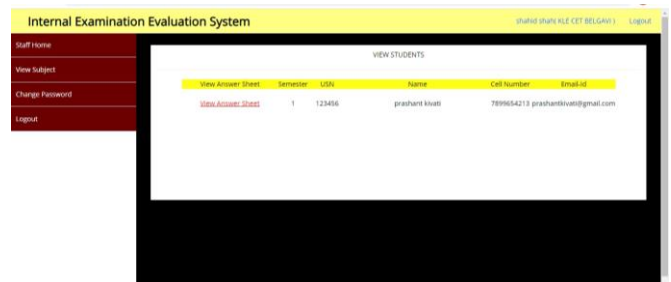 Internal Examination Evaluation System
shahid shahi( KLE CET BELGAVI ) Logout
Staff Home
View Subject
Change Password
Logout
VIEW STUDENTS
View Answer Sheet Semester USN Name Cell Number Email-Id
View Answer Sheet 1 123456 prashant kivati 7899654213 prashantkivati@gmail.com